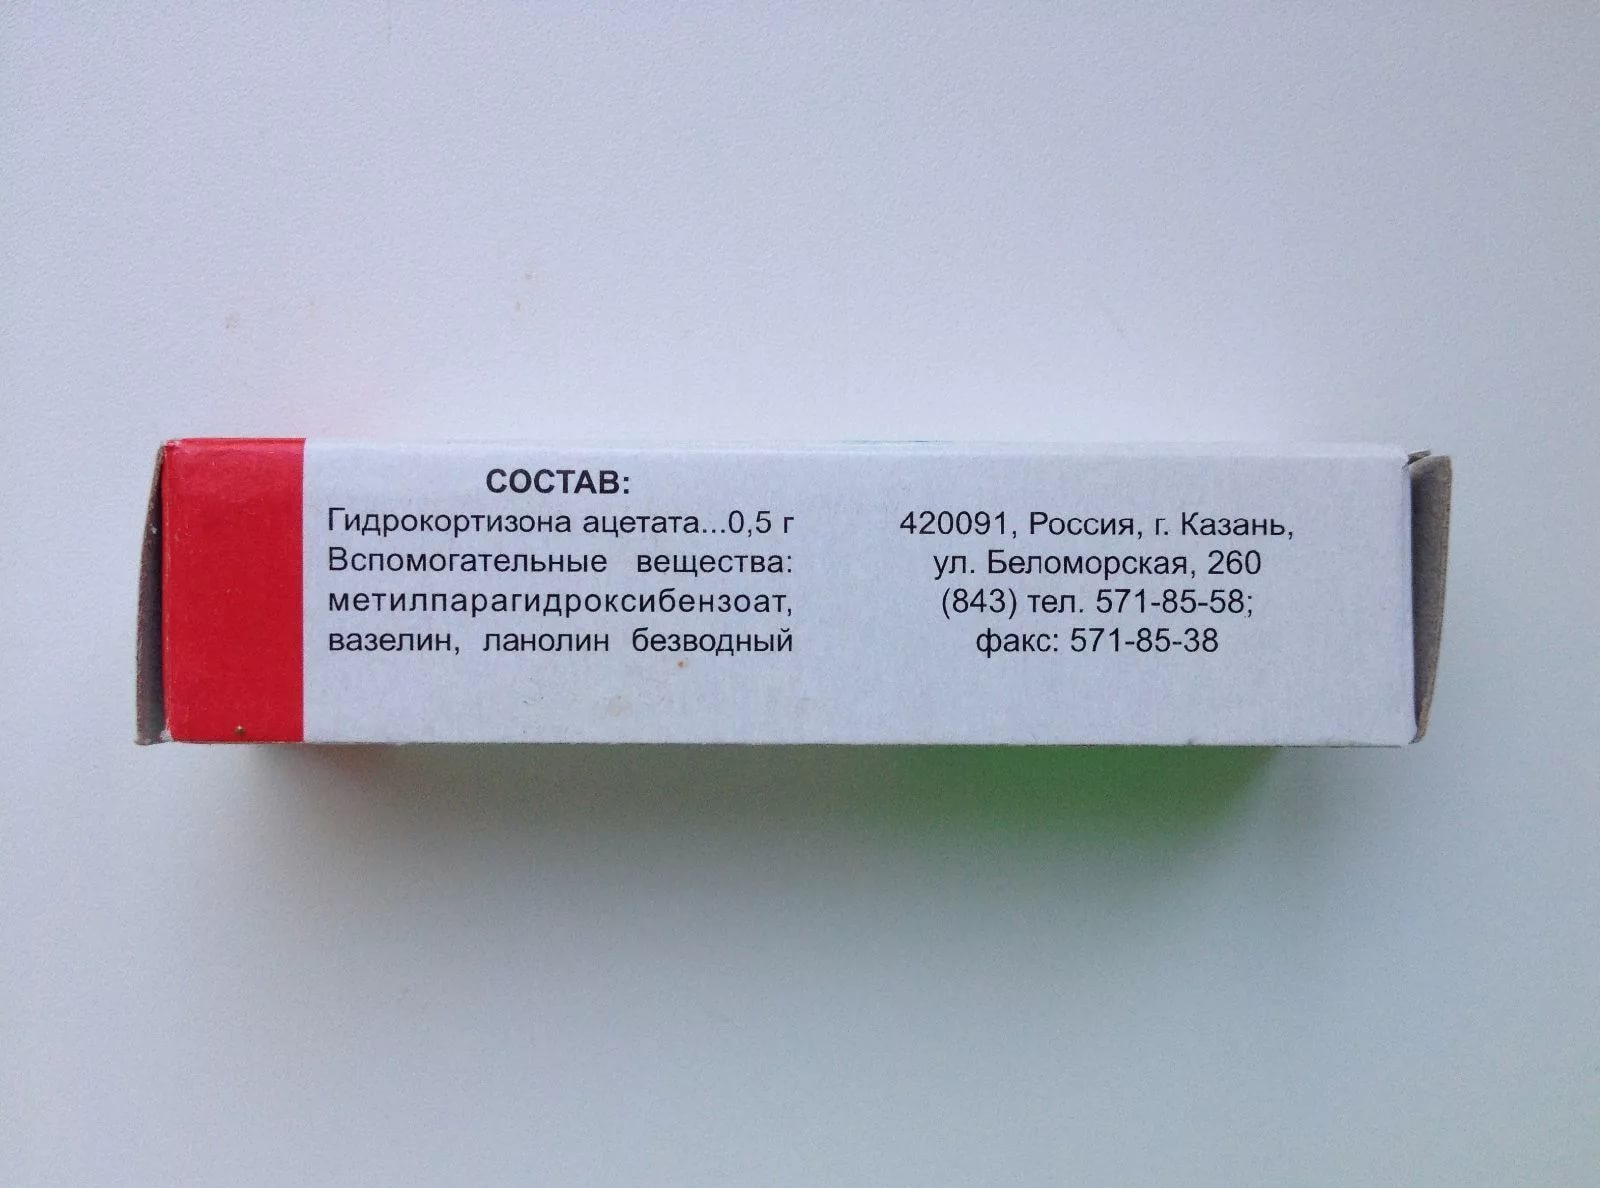 СОСТАВ:
Гидрокортизона ацетата...0,5 г
Вспомогательные вещества:
метилпарагидроксибензоат,
вазелин, ланолин безводный
420091, Россия, г. Казань,
ул. Беломорская, 260
(843) тел. 571-85-58;
факс: 571-85-38